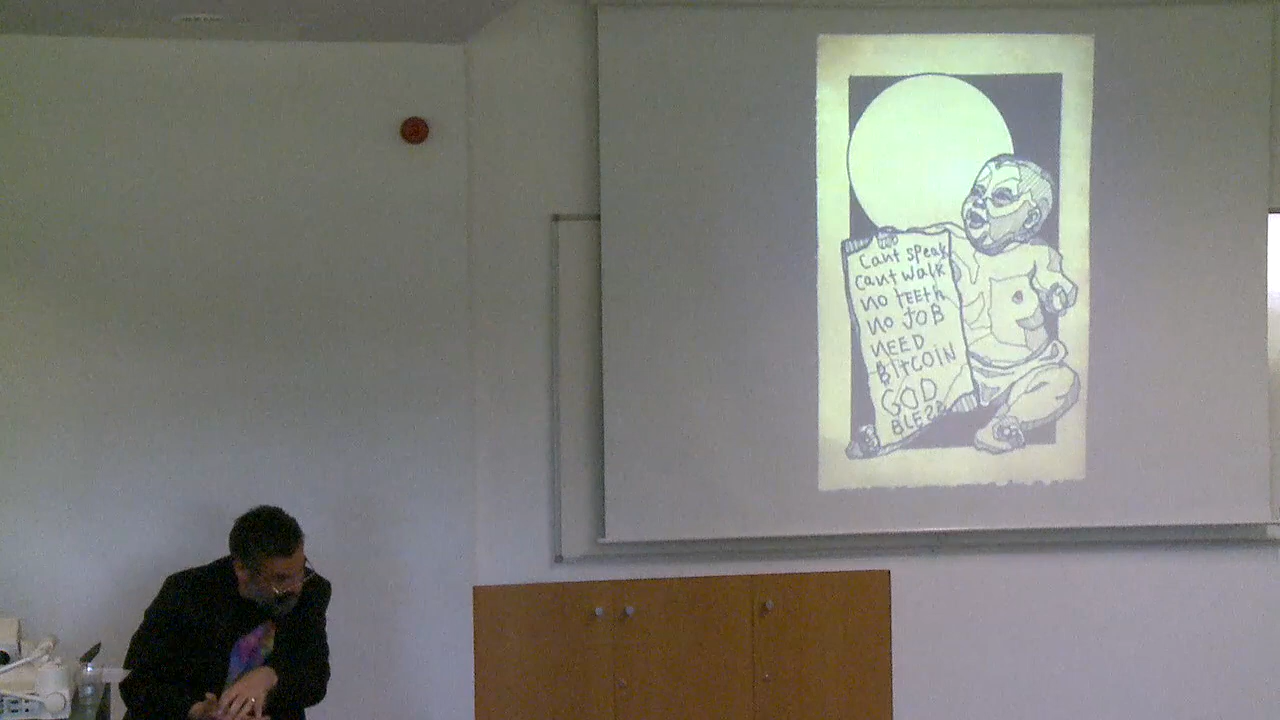 Cant speak
cant walk
no teeth
no JOB
NEED
BITCOIN
GOD
BLESS